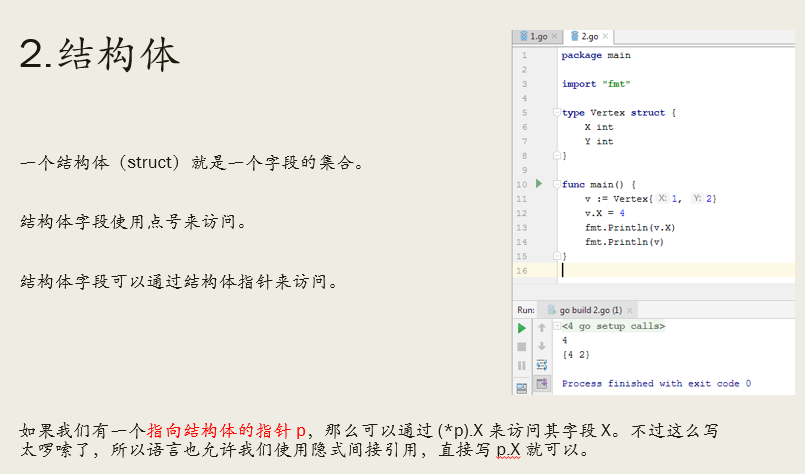 2.结构体
一个结构体（struct）就是一个字段的集合。
结构体字段使用点号来访问。
结构体字段可以通过结构体指针来访问。
1.go
2.go
1 package main
2
3 import "fmt"
4
5 type Vertex struct {
6 X int
7 Y int
8 }
9
10 func main() {
11 v := Vertex{ X: 1, Y: 2}
12 v.X = 4
13 fmt.Println(v.X)
14 fmt.Println(v)
15 }
16
Run: go build 2.go (1)
<4 go setup calls>
4
{4 2}
Process finished with exit code 0
如果我们有一个指向结构体的指针 p，那么可以通过 (*p).X 来访问其字段 X。不过这么写
太啰嗦了，所以语言也允许我们使用隐式间接引用，直接写 p.X 就可以。